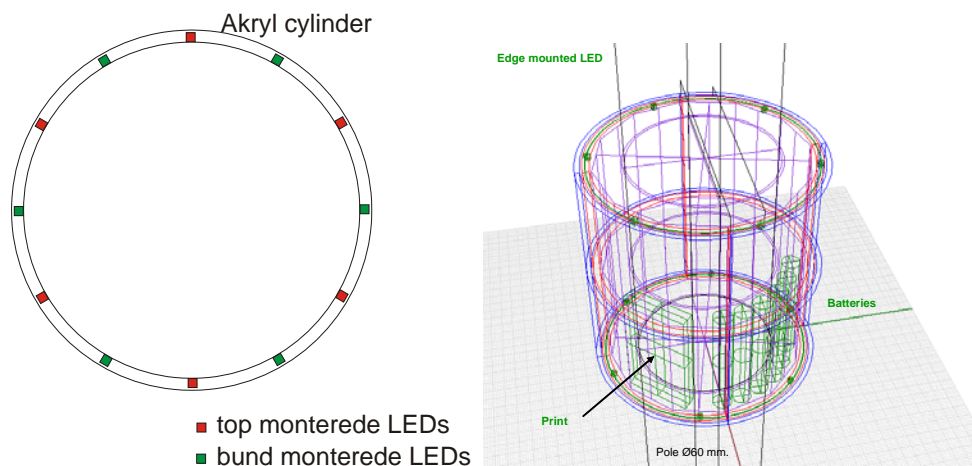 Akryl cylinder
top monterede LEDs
bund monterede LEDs
Edge mounted LED
Batteries
Print
Pole Ø60 mm.